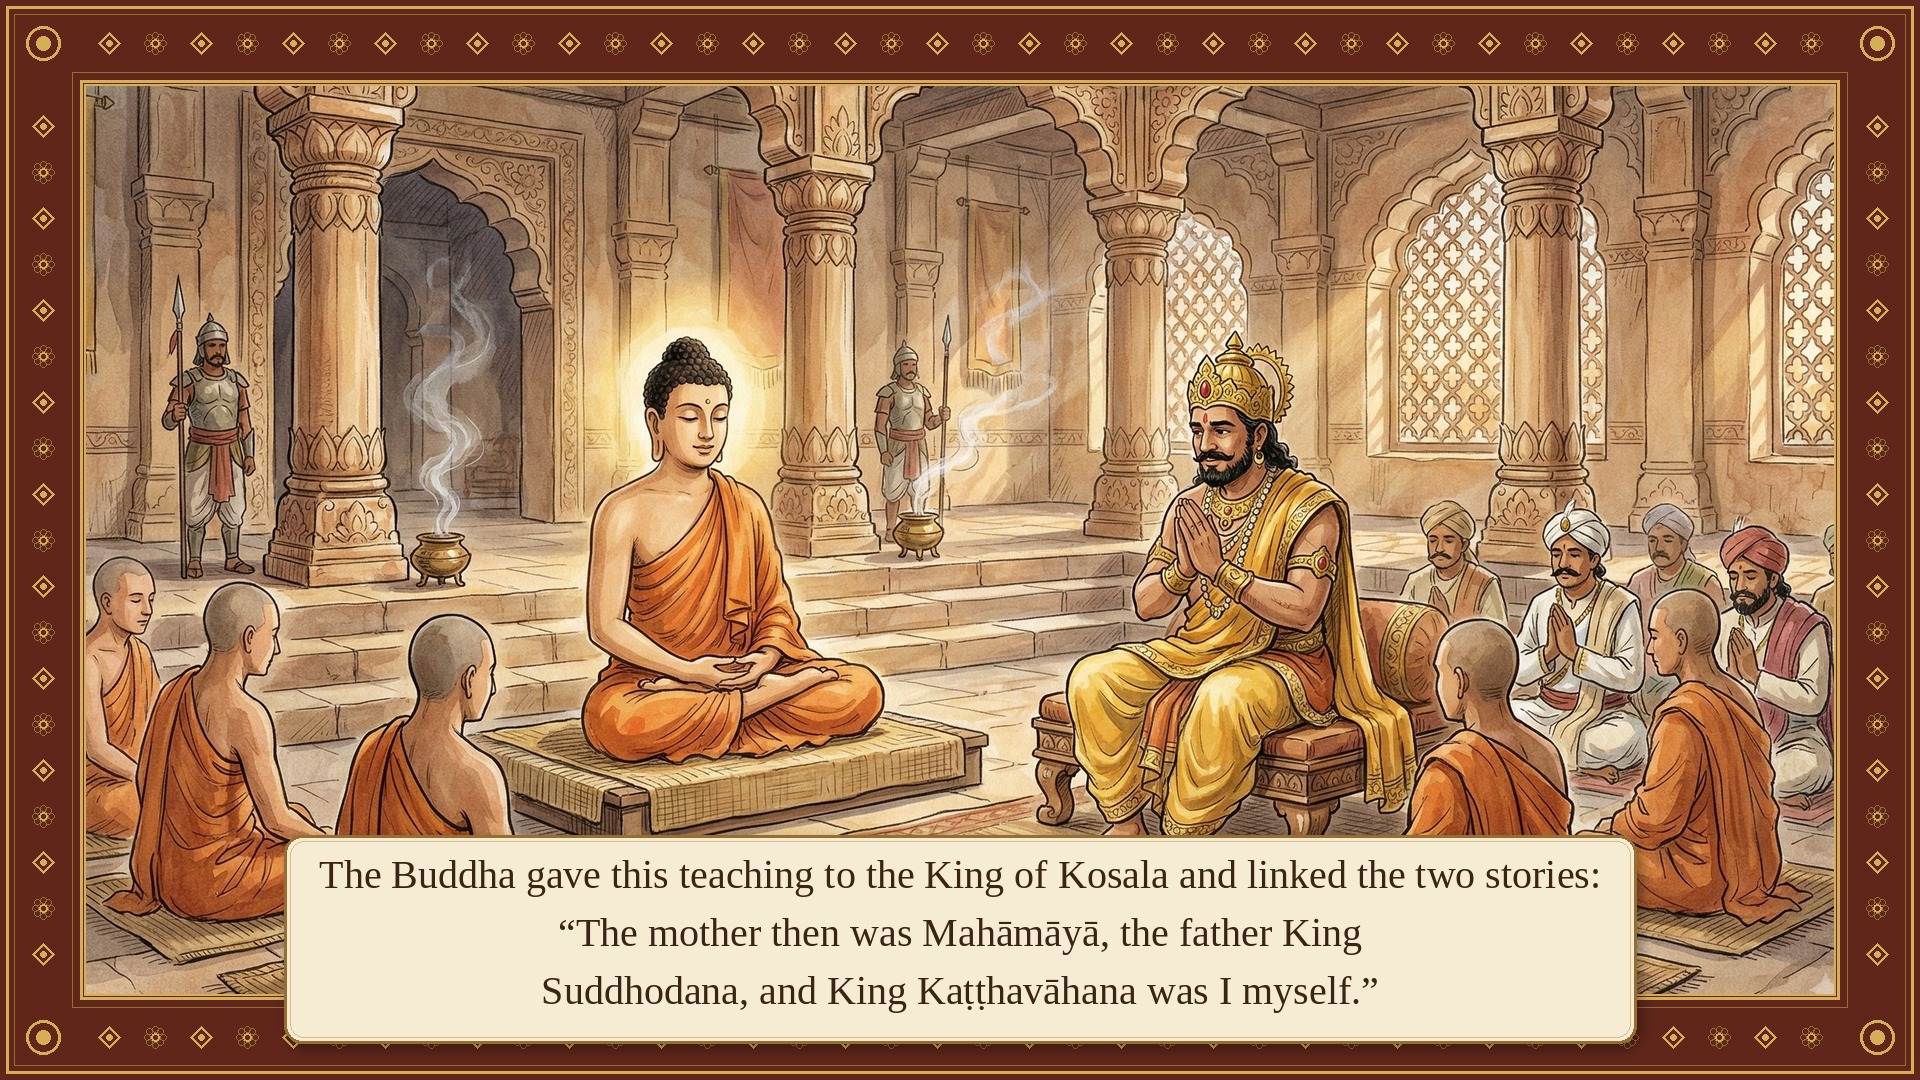 The Buddha gave this teaching to the King of Kosala and linked the two stories:
“The mother then was Mahāmāyā, the father King
Suddhodana, and King Kaṭṭhavāhana was I myself.”